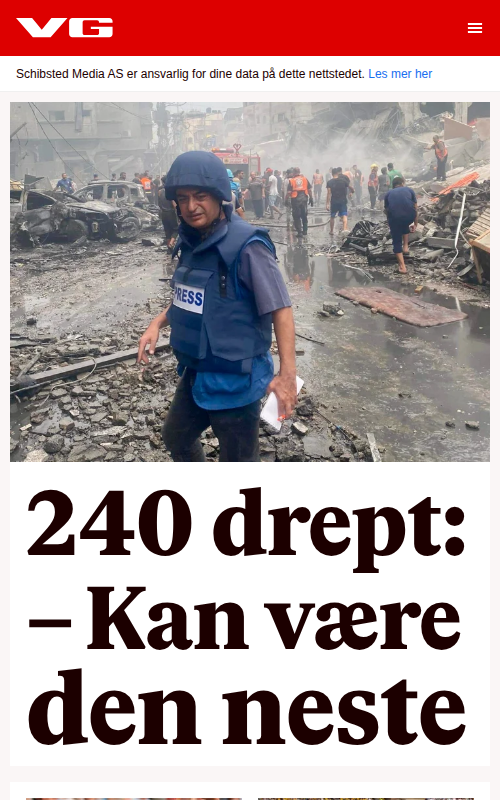 VG
Schibsted Media AS er ansvarlig for dine data på dette nettstedet. Les mer her
PRESS
240 drept:
– Kan være
den neste